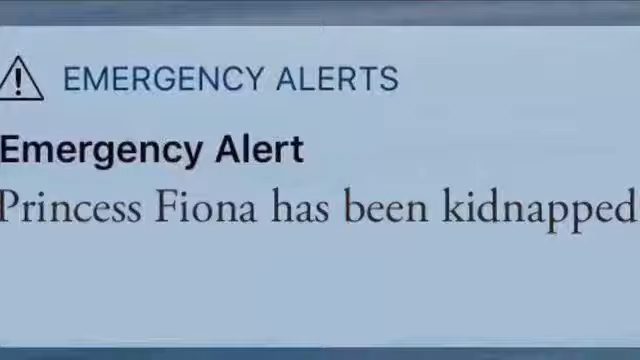 EMERGENCY ALERTS
Emergency Alert
Princess Fiona has been kidnapped